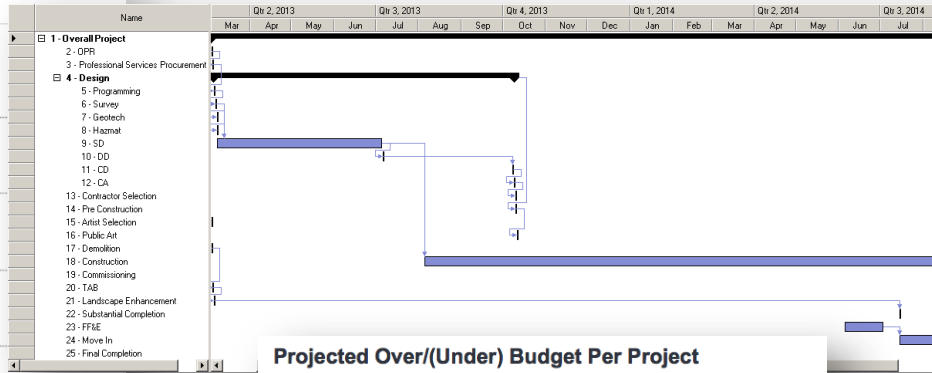 Name
Qtr 2, 2013 Qtr 3, 2013 Qtr 4, 2013 Qtr 1, 2014 Qtr 2, 2014 Qtr 3, 2014
Mar Apr May Jun Jul Aug Sep Oct Nov Dec Jan Feb Mar Apr May Jun Jul
1 - Overall Project
2 - OPR
3 - Professional Services Procurement
4 - Design
5 - Programming
6 - Survey
7 - Geotech
8 - Hazmat
9 - SD
10 - DD
11 - CD
12 - CA
13 - Contractor Selection
14 - Pre Construction
15 - Artist Selection
16 - Public Art
17 - Demolition
18 - Construction
19 - Commissioning
20 - TAB
21 - Landscape Enhancement
22 - Substantial Completion
23 - FF&E
24 - Move In
25 - Final Completion
Projected Over/(Under) Budget Per Project